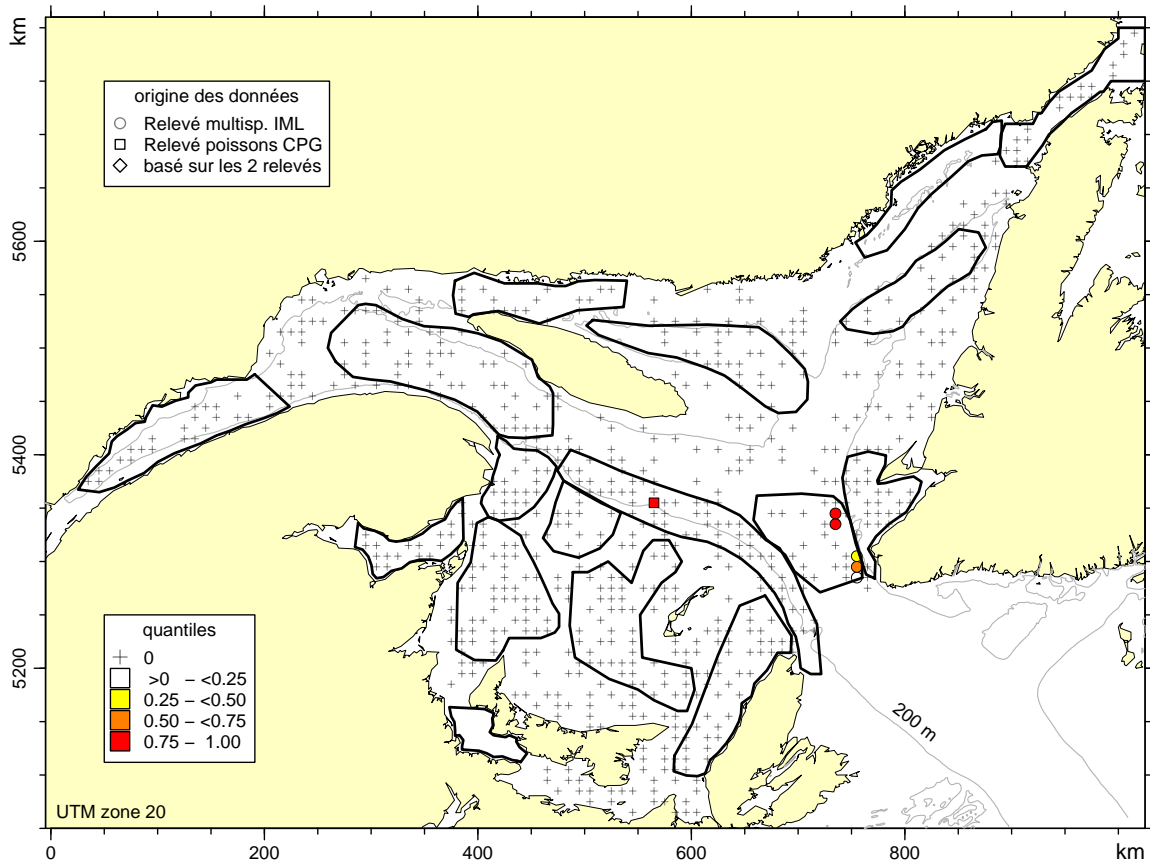 km
origine des données
Relevé multisp. IML
Relevé poissons CPG
basé sur les 2 relevés
5600
5400
5200
quantiles
0
>0 – <0.25
0.25 – <0.50
0.50 – <0.75
0.75 – 1.00
200 m
UTM zone 20
0 200 400 600 800 km